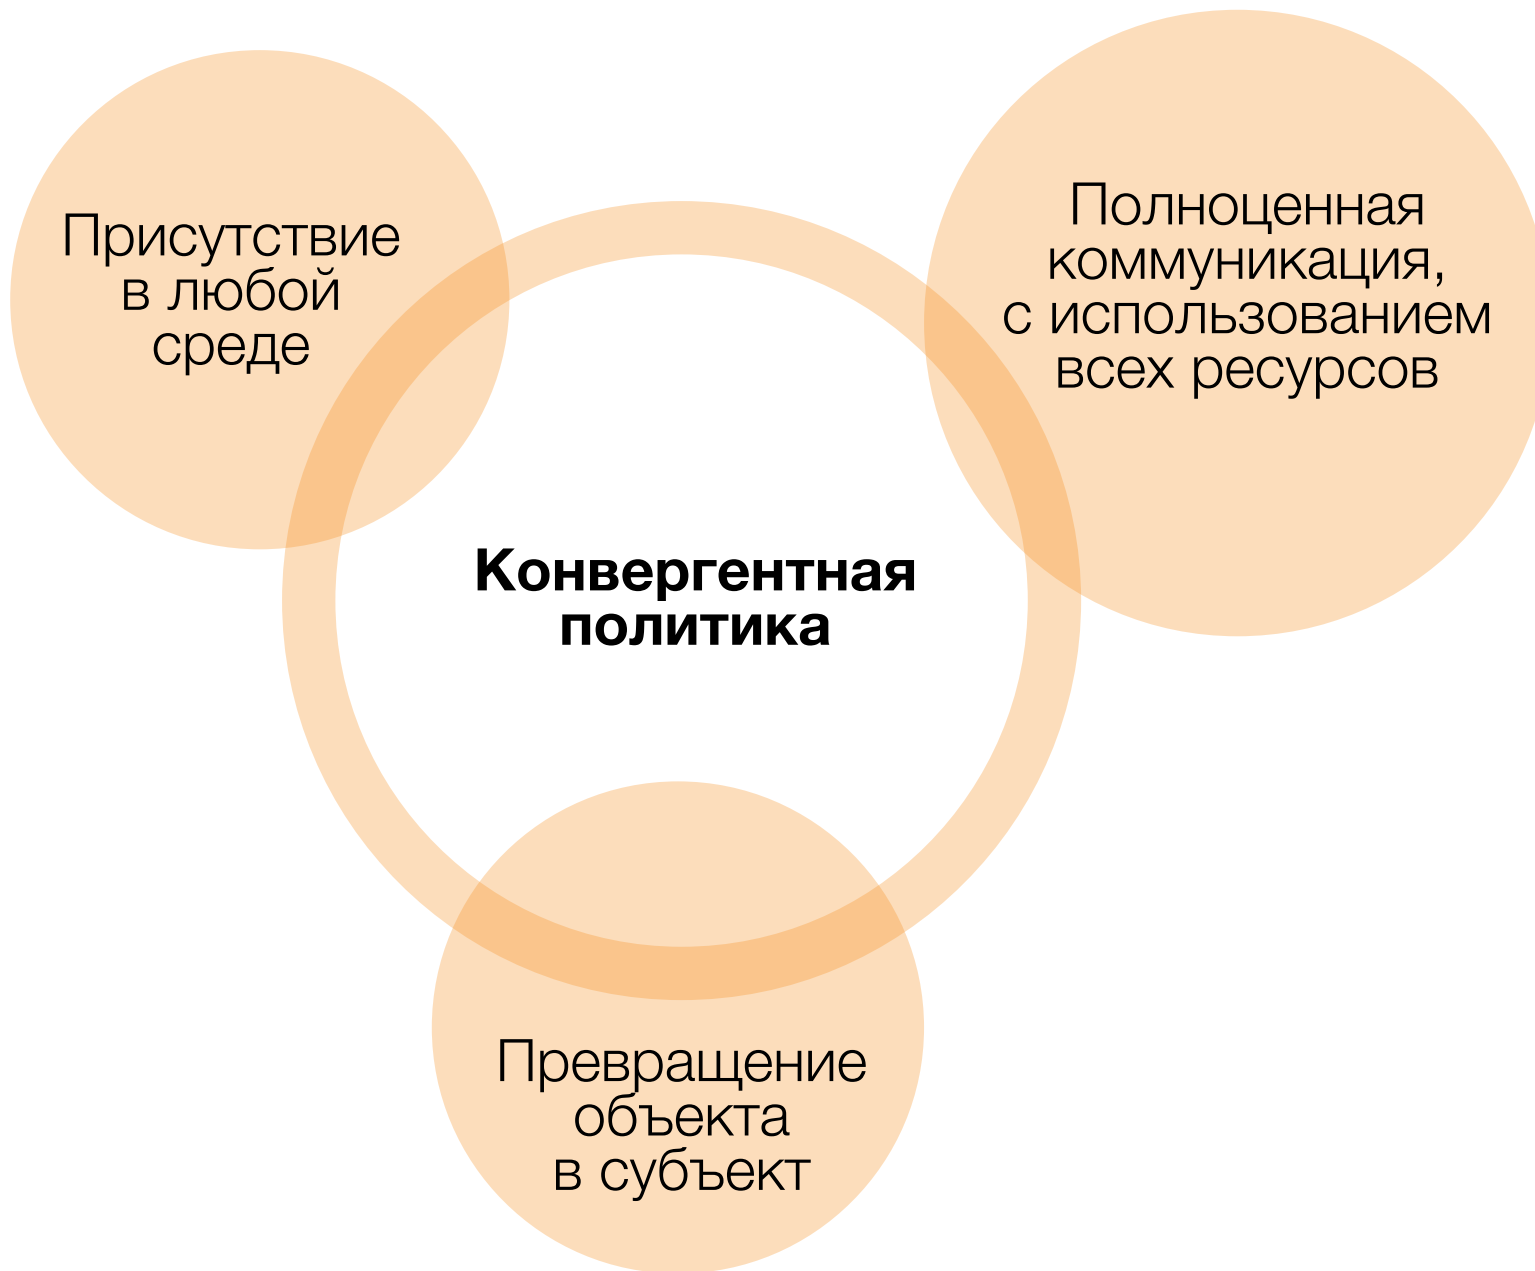 Присутствие
в любой
среде
Полноценная
коммуникация,
с использованием
всех ресурсов
Конвергентная
политика
Превращение
объекта
в субъект